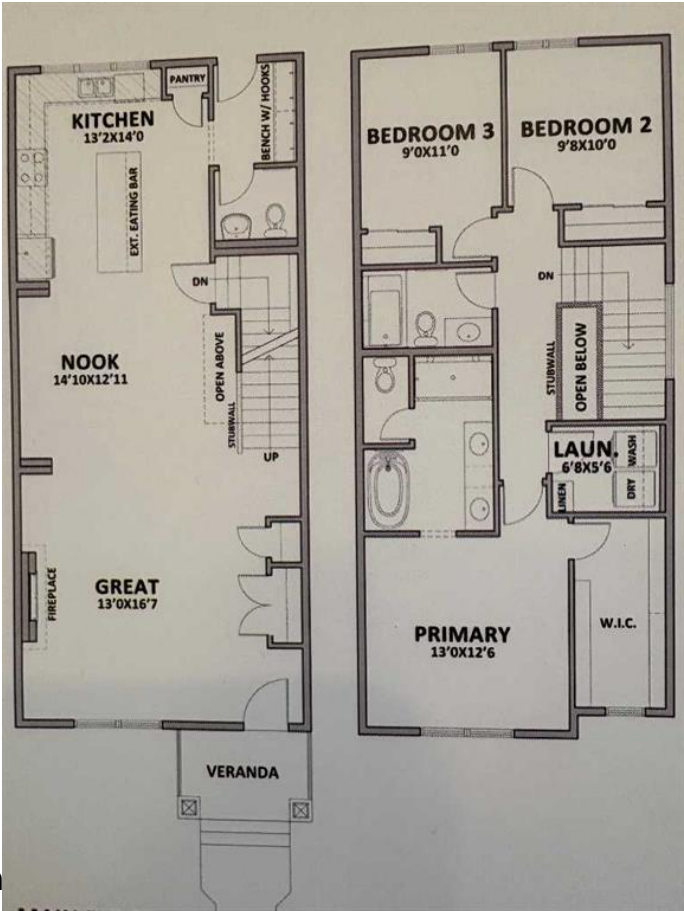 PANTRY
KITCHEN
13'2X14'0
BENCH W/ HOOKS
EXT. EATING BAR
DN
NOOK
14'10X12'11
OPEN ABOVE
STUBWALL
UP
FIREPLACE
GREAT
13'0X16'7
VERANDA
BEDROOM 3
9'0X11'0
BEDROOM 2
9'8X10'0
DN
STUBWALL
OPEN BELOW
LAUN.
6'8X5'6
WASH
DRY
LINEN
PRIMARY
13'0X12'6
W.I.C.